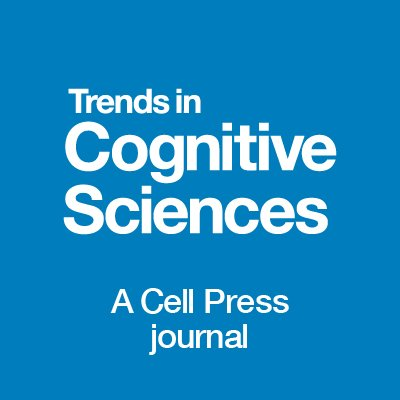 Trends in
Cognitive
Sciences
A Cell Press
journal